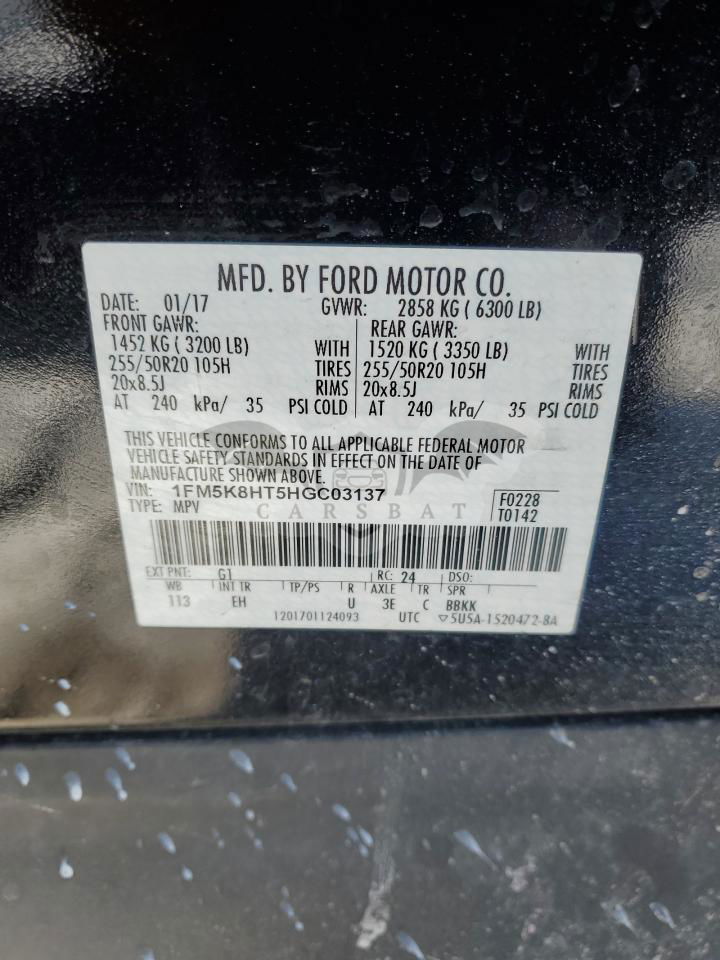 MFD. BY FORD MOTOR CO.
DATE: 01/17 GVWR: 2858 KG ( 6300 LB)
FRONT GAWR: REAR GAWR:
1452 KG ( 3200 LB) WITH 1520 KG ( 3350 LB) WITH
255/50R20 105H TIRES 255/50R20 105H TIRES
20x8.5J RIMS 20x8.5J RIMS
AT 240 kPa/ 35 PSI COLD AT 240 kPa/ 35 PSI COLD
THIS VEHICLE CONFORMS TO ALL APPLICABLE FEDERAL MOTOR
VEHICLE SAFETY STANDARDS IN EFFECT ON THE DATE OF
MANUFACTURE SHOWN ABOVE.
VIN: 1FM5K8HT5HGC03137 F0228
TYPE: MPV T0142
CARSBAT
EXT PNT: G1 RC: 24 DSO:
WB INT TR TP/PS R AXLE TR SPR
113 EH U 3E C BBKK
1201701124093 UTC ▽5U5A-1520472-8A